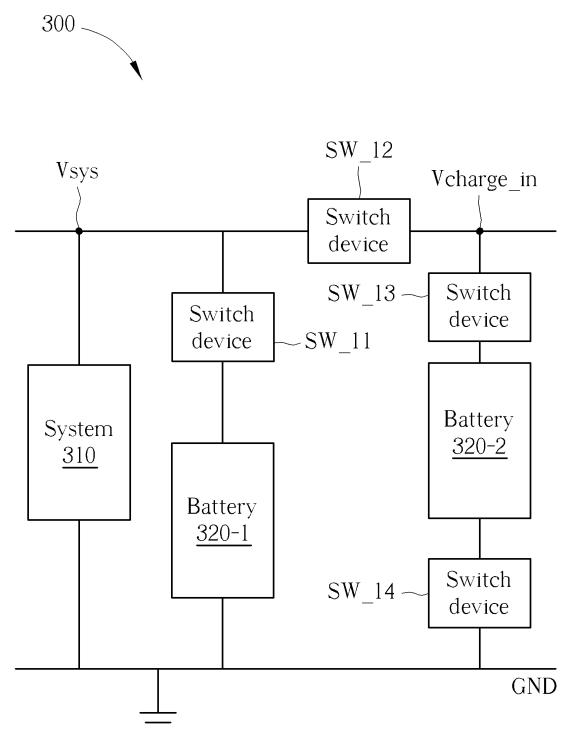 300
SW_12
Vsys
Vcharge_in
Switch
device
SW_13
Switch
device
Switch
device
SW_11
System
310
Battery
320-2
Battery
320-1
SW_14
Switch
device
GND